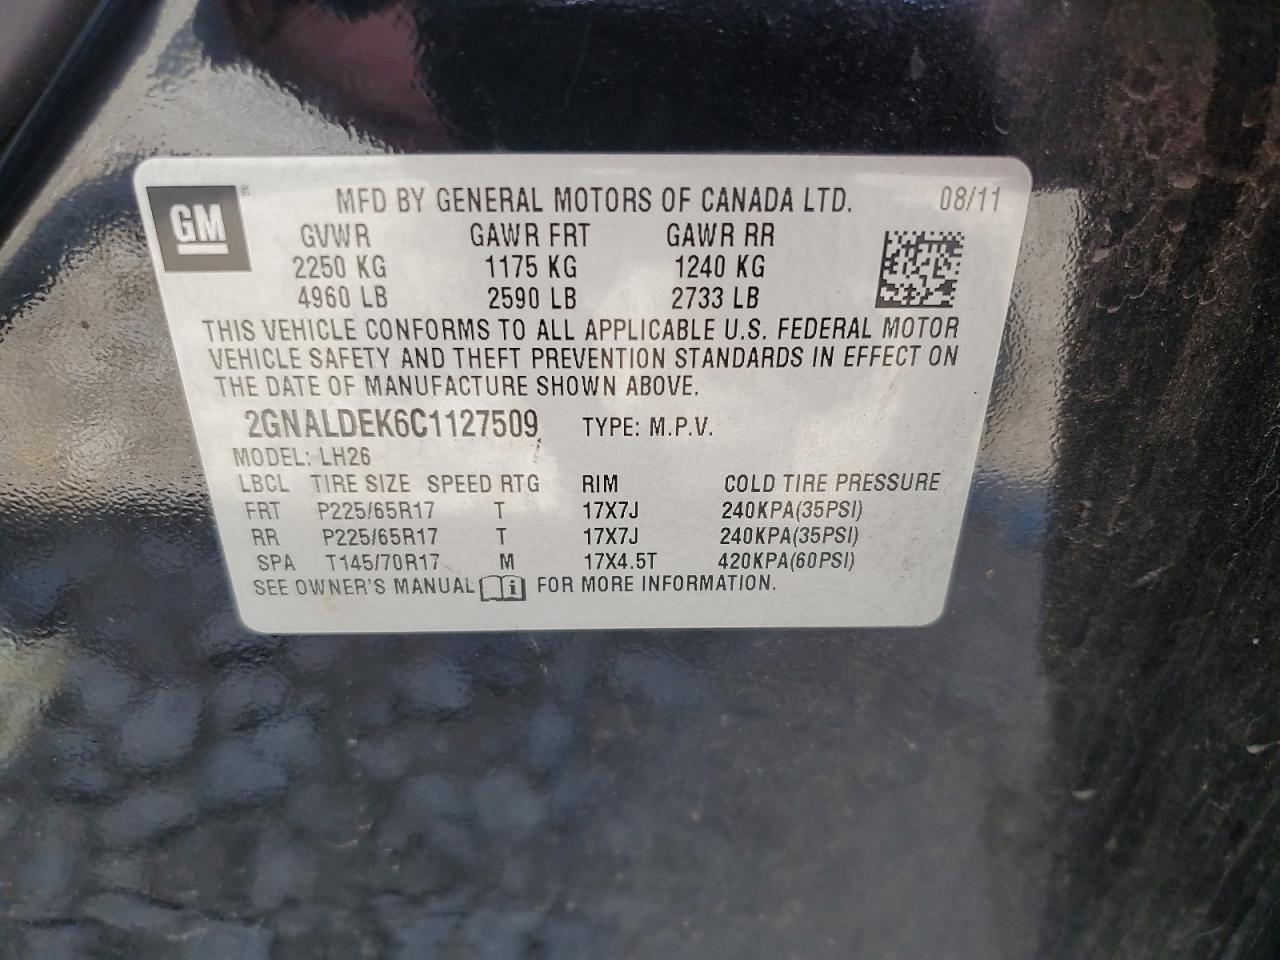 GM ® MFD BY GENERAL MOTORS OF CANADA LTD. 08/11
GVWR GAWR FRT GAWR RR
2250 KG 1175 KG 1240 KG
4960 LB 2590 LB 2733 LB
THIS VEHICLE CONFORMS TO ALL APPLICABLE U.S. FEDERAL MOTOR
VEHICLE SAFETY AND THEFT PREVENTION STANDARDS IN EFFECT ON
THE DATE OF MANUFACTURE SHOWN ABOVE.
2GNALDEK6C1127509 TYPE: M.P.V.
MODEL: LH26
LBCL TIRE SIZE SPEED RTG RIM COLD TIRE PRESSURE
FRT P225/65R17 T 17X7J 240KPA(35PSI)
RR P225/65R17 T 17X7J 240KPA(35PSI)
SPA T145/70R17 M 17X4.5T 420KPA(60PSI)
SEE OWNER'S MANUAL i FOR MORE INFORMATION.